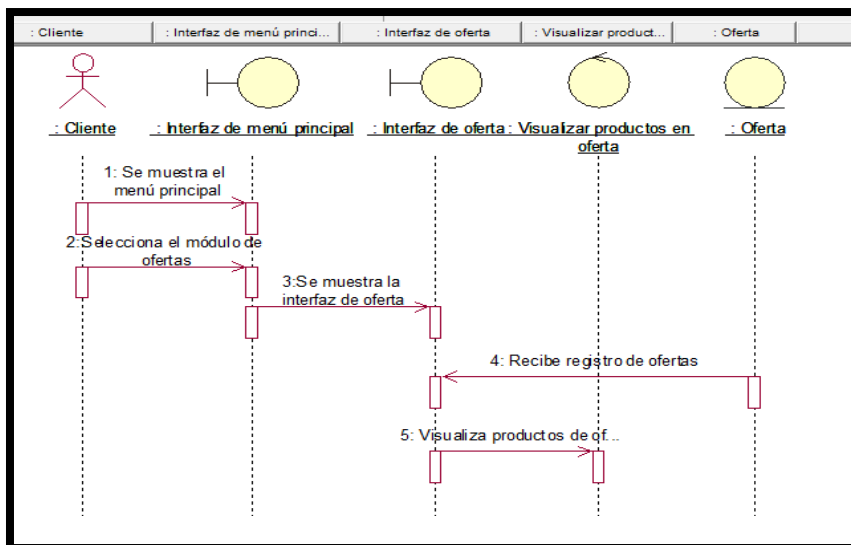 : Cliente
: Interfaz de menú princi...
: Interfaz de oferta
: Visualizar product...
: Oferta
: Cliente
: Interfaz de menú principal
: Interfaz de oferta
: Visualizar productos en
oferta
: Oferta
1: Se muestra el
menú principal
2:Selecciona el módulo de
ofertas
3:Se muestra la
interfaz de oferta
4: Recibe registro de ofertas
5: Visualiza productos de of...